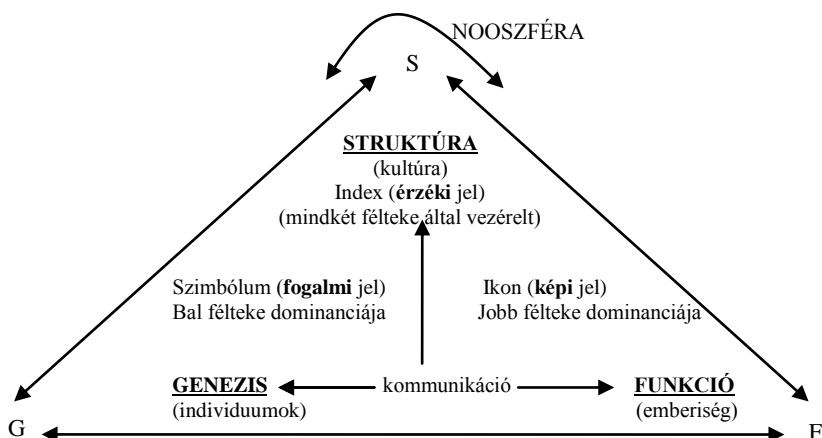 NOOSZFÉRA
S
STRUKTÚRA
(kultúra)
Index (érzéki jel)
(mindkét félteke által vezérelt)
Szimbólum (fogalmi jel)
Bal félteke dominanciája
Ikon (képi jel)
Jobb félteke dominanciája
GENEZIS
(individuumok)
kommunikáció
FUNKCIÓ
(emberiség)
G
F